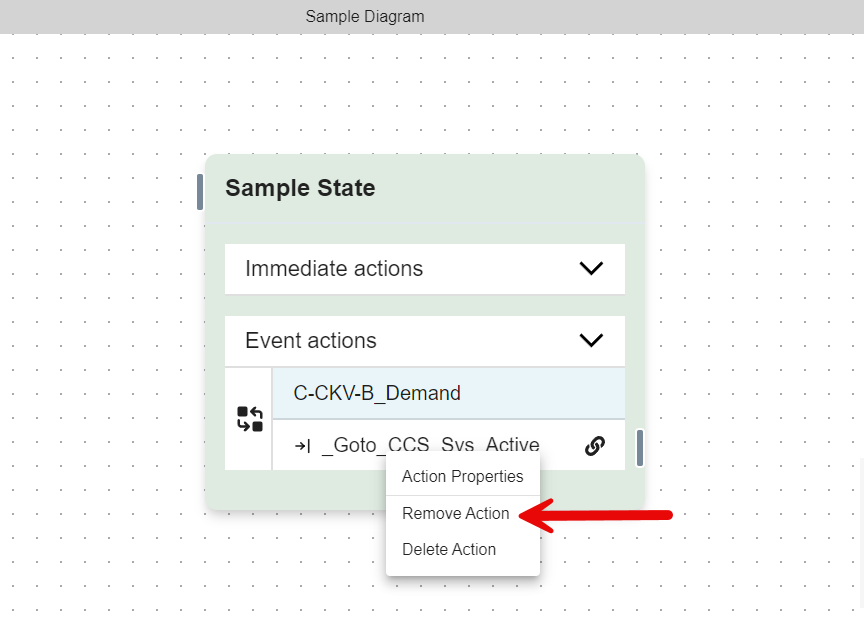 Sample Diagram
Sample State
Immediate actions
Event actions
C-CKV-B_Demand
_Goto_CCS_Sys_Active
Action Properties
Remove Action
Delete Action